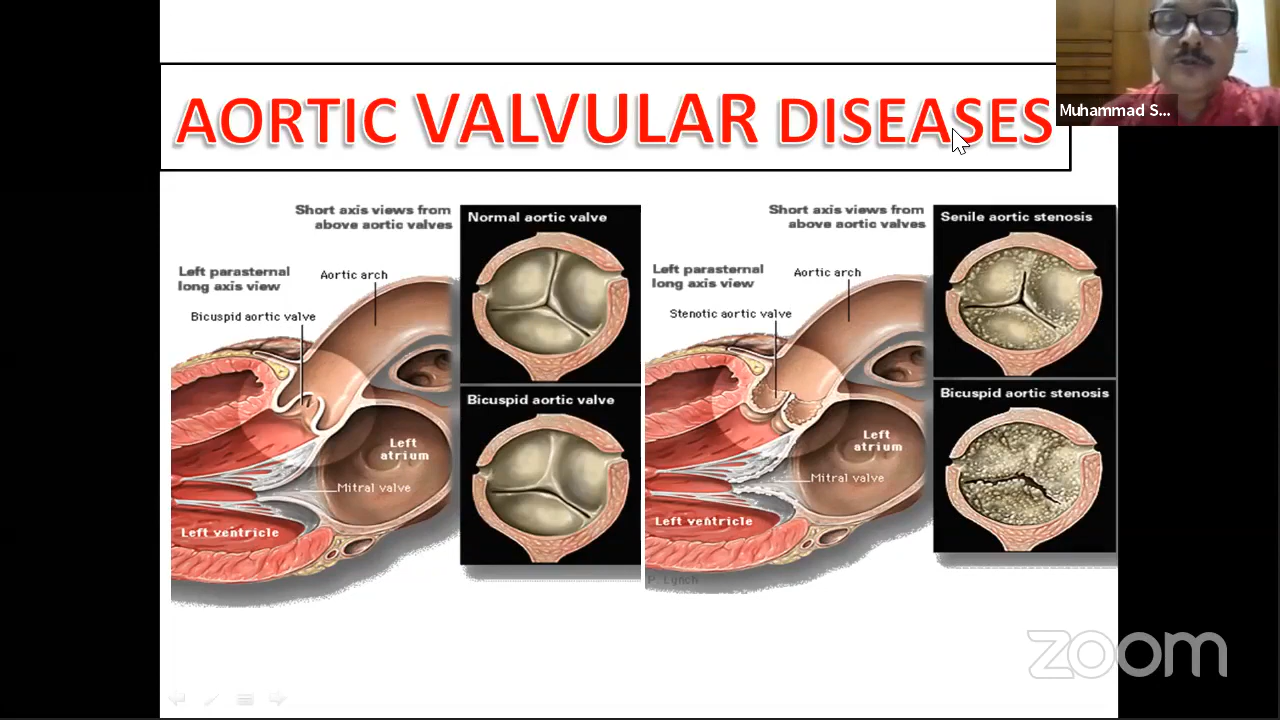 Muhammad S...
AORTIC VALVULAR DISEASES
Short axis views from
above aortic valves
Normal aortic valve
Left parasternal
long axis view
Aortic arch
Bicuspid aortic valve
Bicuspid aortic valve
Left
atrium
Mitral valve
Left ventricle
Short axis views from
above aortic valves
Senile aortic stenosis
Left parasternal
long axis view
Aortic arch
Stenotic aortic valve
Bicuspid aortic stenosis
Left
atrium
Mitral valve
Left ventricle
P. Lynch
zoom